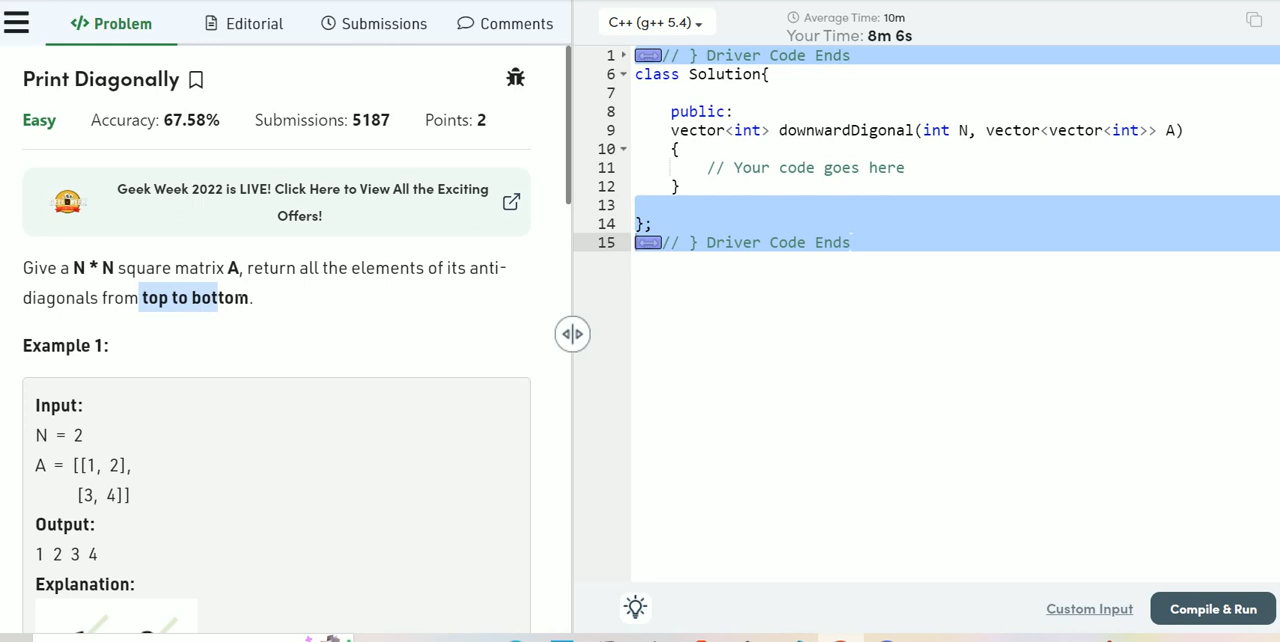 Problem
Editorial
Submissions
Comments
Print Diagonally
Easy Accuracy: 67.58% Submissions: 5187 Points: 2
Geek Week 2022 is LIVE! Click Here to View All the Exciting
Offers!
Give a N * N square matrix A, return all the elements of its anti-
diagonals from top to bottom.
Example 1:
Input:
N = 2
A = [[1, 2],
[3, 4]]
Output:
1 2 3 4
Explanation:
C++ (g++ 5.4)
Average Time: 10m
Your Time: 8m 6s
1 // } Driver Code Ends
6 class Solution{
7
8 public:
9 vector<int> downwardDigonal(int N, vector<vector<int>> A)
10 {
11 // Your code goes here
12 }
13
14 };
15 // } Driver Code Ends
Custom Input
Compile & Run